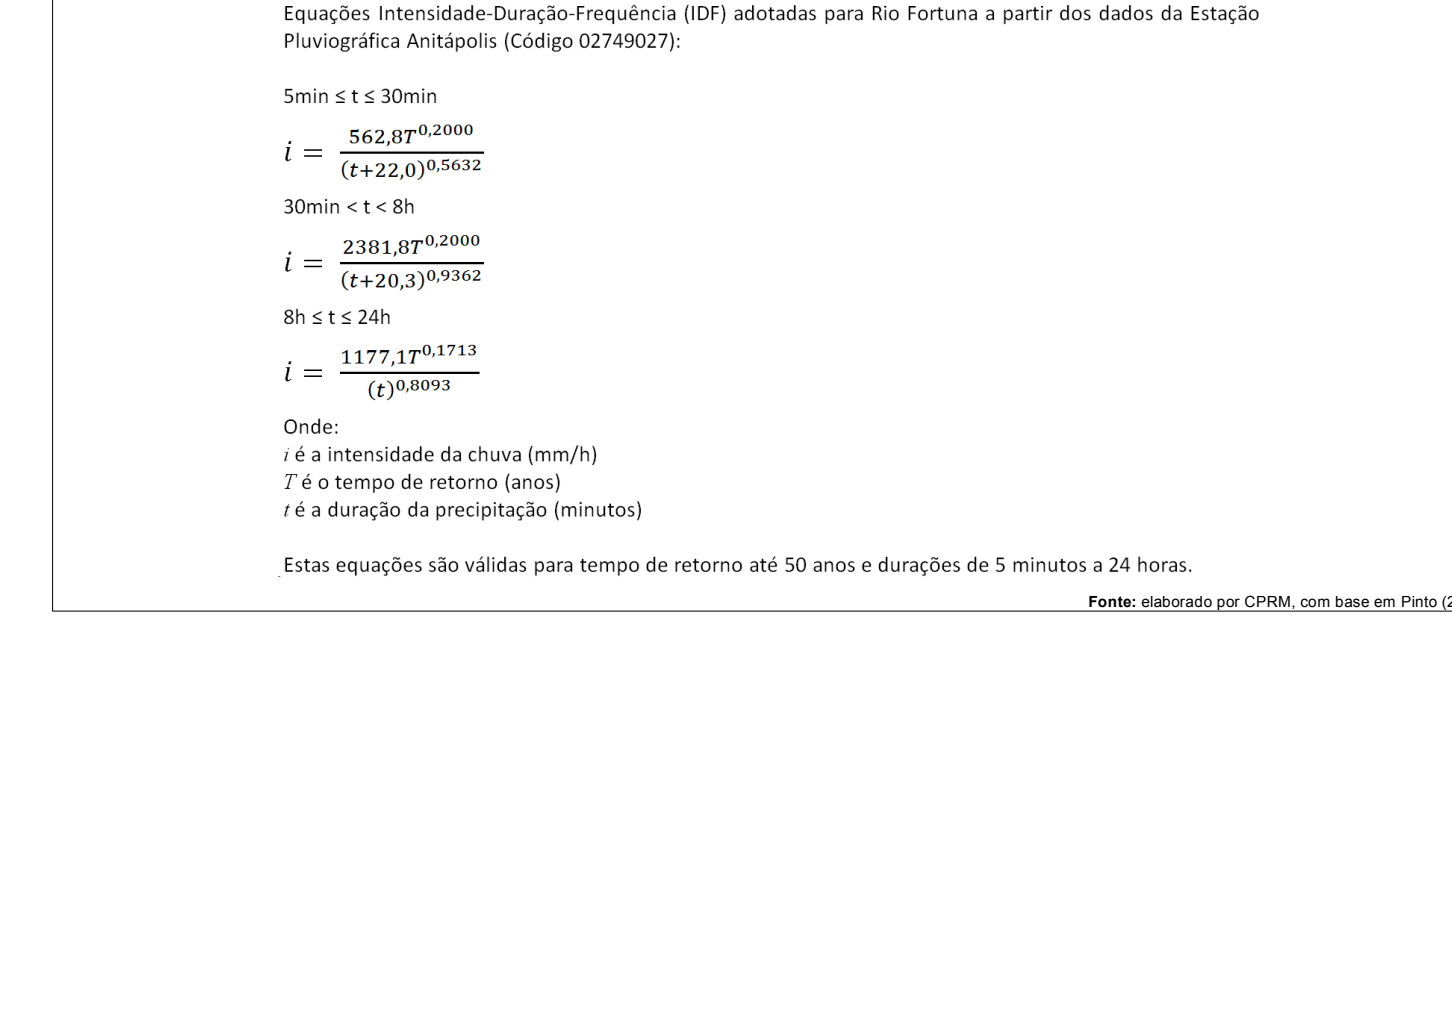 Equações Intensidade-Duração-Frequência (IDF) adotadas para Rio Fortuna a partir dos dados da Estação
Pluviográfica Anitápolis (Código 02749027):
5min ≤ t ≤ 30min
i = 562,8T^0,2000 / (t+22,0)^0,5632
30min < t < 8h
i = 2381,8T^0,2000 / (t+20,3)^0,9362
8h ≤ t ≤ 24h
i = 1177,1T^0,1713 / (t)^0,8093
Onde:
i é a intensidade da chuva (mm/h)
T é o tempo de retorno (anos)
t é a duração da precipitação (minutos)
Estas equações são válidas para tempo de retorno até 50 anos e durações de 5 minutos a 24 horas.
Fonte: elaborado por CPRM, com base em Pinto (